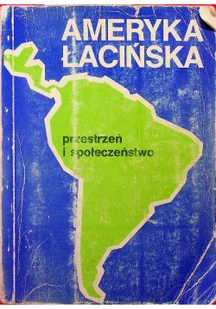 AMERYKA
ŁACIŃSKA
przestrzeń
i społeczeństwo